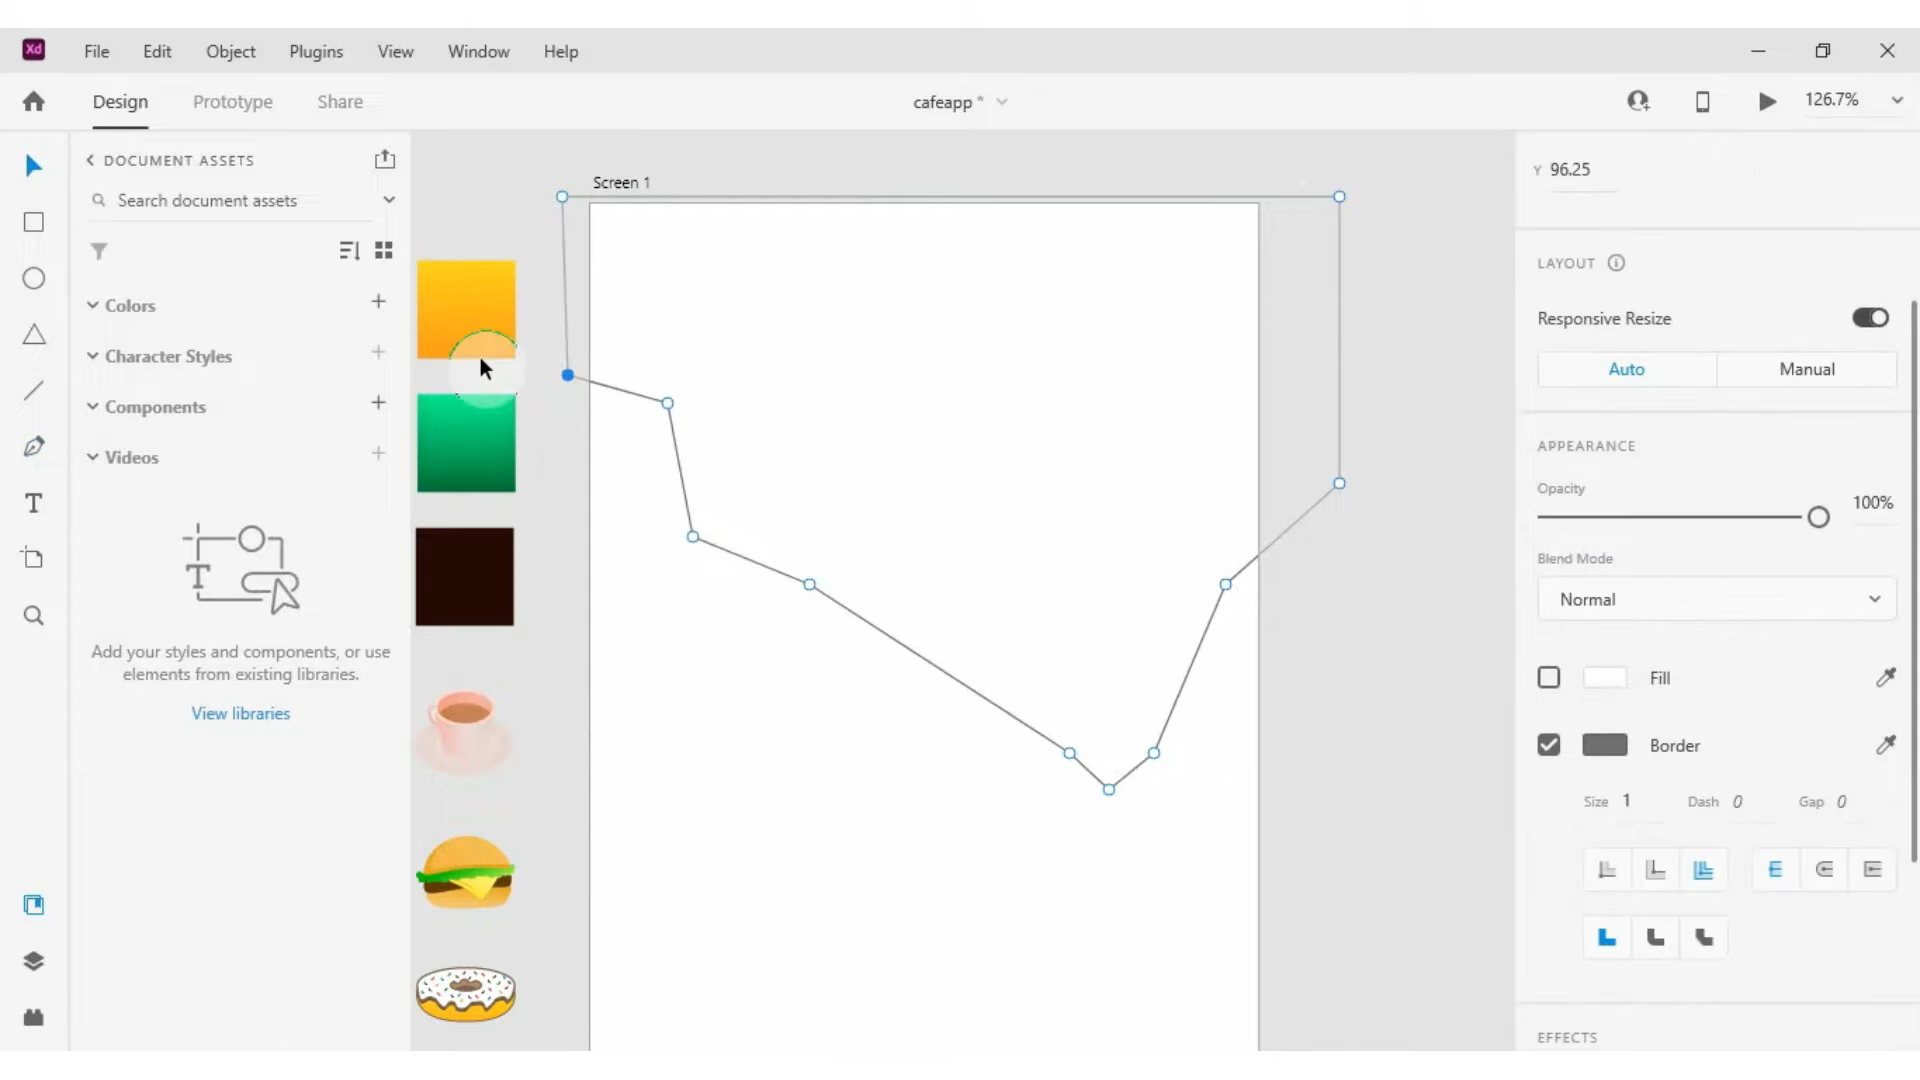 Xd File Edit Object Plugins View Window Help
Design Prototype Share cafeapp * 126.7%
DOCUMENT ASSETS
Search document assets
Colors
Character Styles
Components
Videos
T
Add your styles and components, or use
elements from existing libraries.
View libraries
Screen 1
Y 96.25
LAYOUT
Responsive Resize
Auto Manual
APPEARANCE
Opacity
100%
Blend Mode
Normal
Fill
Border
Size 1 Dash 0 Gap 0
EFFECTS